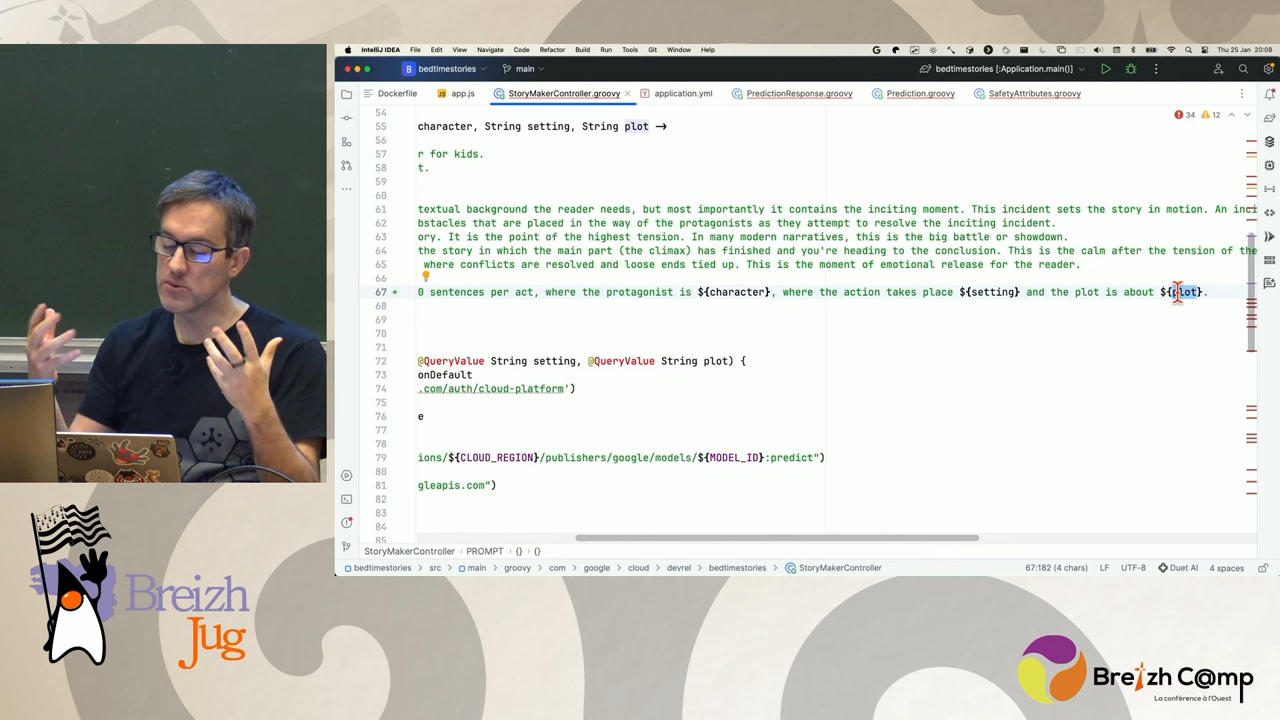 IntelliJ IDEA File Edit View Navigate Code Refactor Build Run Tools Git Window Help Thu 25 Jan 20:08
B bedtimestories main bedtimestories [:Application.main()]
Dockerfile app.js StoryMakerController.groovy application.yml PredictionResponse.groovy Prediction.groovy SafetyAttributes.groovy
54 34 12
55 character, String setting, String plot →
56
57 r for kids.
58 t.
59
60
61 textual background the reader needs, but most importantly it contains the inciting moment. This incident sets the story in motion. An inci
62 bstacles that are placed in the way of the protagonists as they attempt to resolve the inciting incident.
63 ory. It is the point of the highest tension. In many modern narratives, this is the big battle or showdown.
64 the story in which the main part (the climax) has finished and you're heading to the conclusion. This is the calm after the tension of the
65 where conflicts are resolved and loose ends tied up. This is the moment of emotional release for the reader.
66
67 + 0 sentences per act, where the protagonist is ${character}, where the action takes place ${setting} and the plot is about ${plot}.
68
69
70
71
72 @QueryValue String setting, @QueryValue String plot) {
73 onDefault
74 .com/auth/cloud-platform')
75
76 e
77
78
79 ions/${CLOUD_REGION}/publishers/google/models/${MODEL_ID}:predict")
80
81 gleapis.com")
82
83
84
85
StoryMakerController PROMPT {} {}
bedtimestories src main groovy com google cloud devrel bedtimestories StoryMakerController 67:182 (4 chars) LF UTF-8 Duet AI 4 spaces
Breizh
Jug
Breizh C@mp
La conférence à l'Ouest